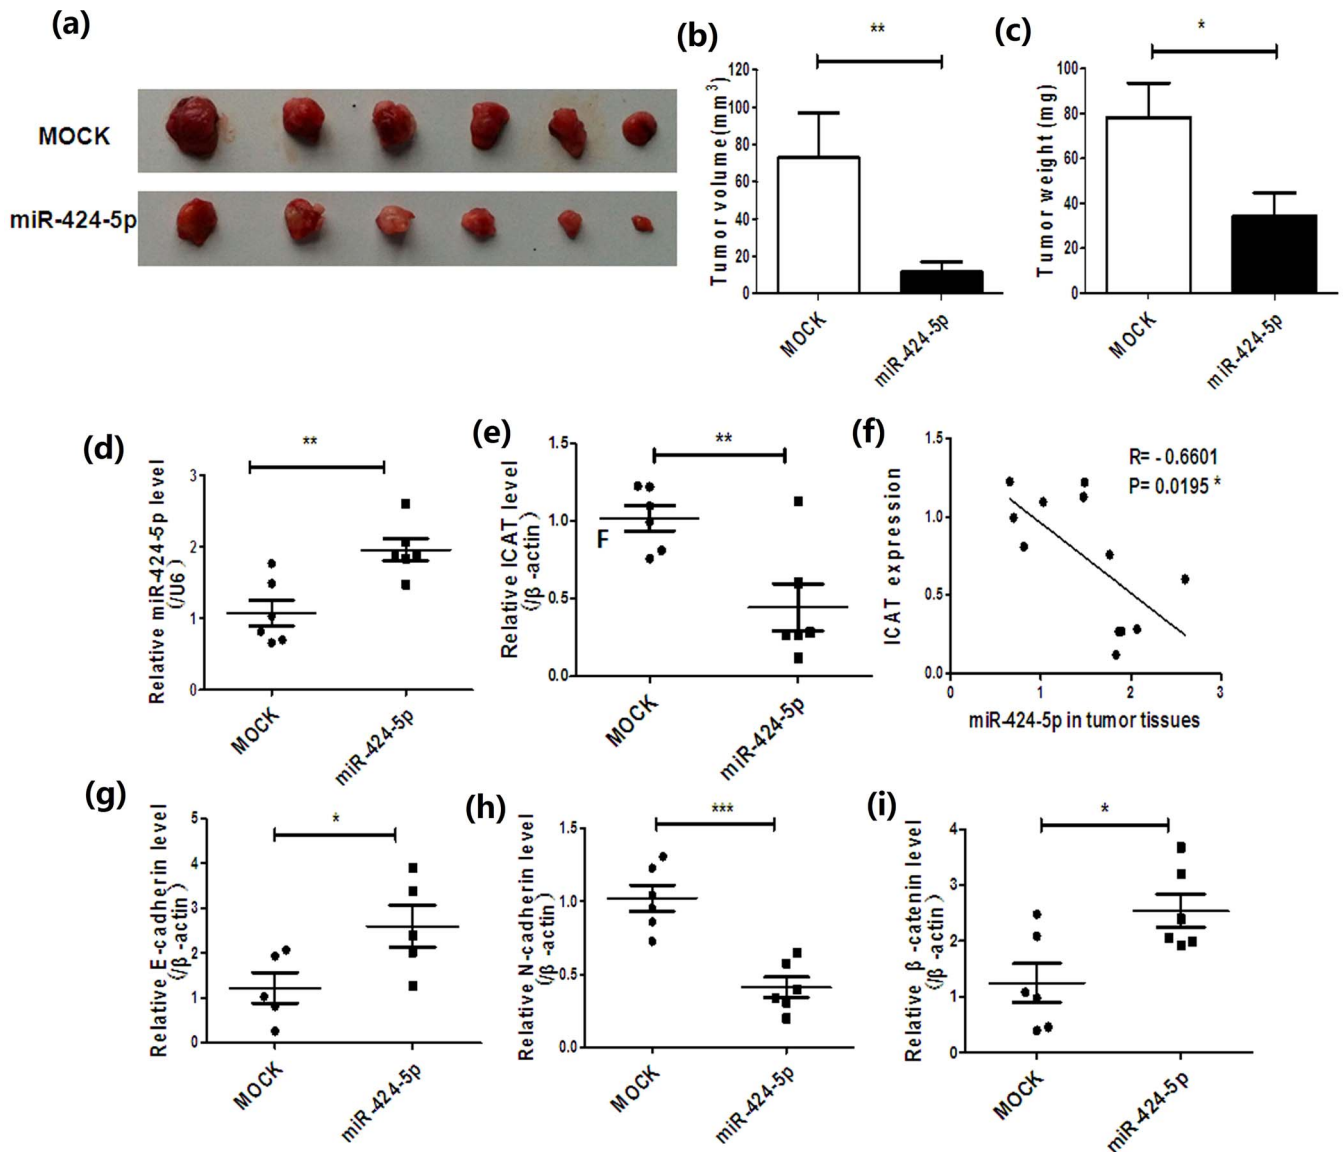 (a)
MOCK
miR-424-5p
(b)
**
Tumor volume(mm3)
120
100
80
60
40
20
0
MOCK
miR-424-5p
(c)
*
Tumor weight (mg)
100
80
60
40
20
0
MOCK
miR-424-5p
(d)
**
Relative miR-424-5p level
(/U6)
3
2
1
0
MOCK
miR-424-5p
(e)
**
Relative ICAT level
(/β -actin)
1.5
1.0
0.5
0.0
F
MOCK
miR-424-5p
(f)
ICAT expression
1.5
1.0
0.5
0.0
R= - 0.6601
P= 0.0195 *
0 1 2 3
miR-424-5p in tumor tissues
(g)
*
Relative E-cadherin level
(/β -actin)
5
4
3
2
1
0
MOCK
miR-424-5p
(h)
***
Relative N-cadherin level
(/β -actin)
1.5
1.0
0.5
0.0
MOCK
miR-424-5p
(i)
*
Relative β -catenin level
(/β -actin)
4
3
2
1
0
MOCK
miR-424-5p